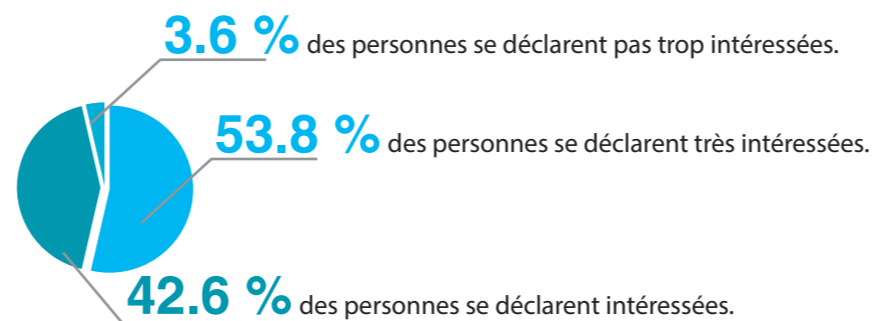 3.6 % des personnes se déclarent pas trop intéressées.
53.8 % des personnes se déclarent très intéressées.
42.6 % des personnes se déclarent intéressées.